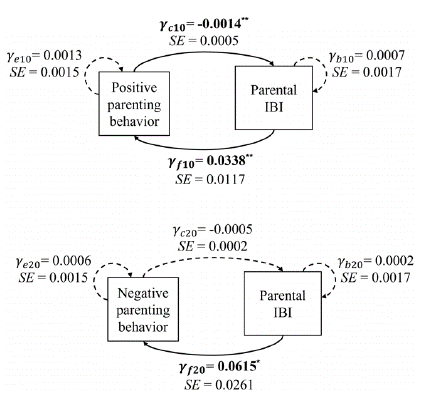 γc10= -0.0014**
SE = 0.0005
γe10= 0.0013
SE = 0.0015
γb10= 0.0007
SE = 0.0017
Positive
parenting
behavior
Parental
IBI
γf10= 0.0338**
SE = 0.0117
γc20= -0.0005
SE = 0.0002
γe20= 0.0006
SE = 0.0015
γb20= 0.0002
SE = 0.0017
Negative
parenting
behavior
Parental
IBI
γf20= 0.0615*
SE = 0.0261